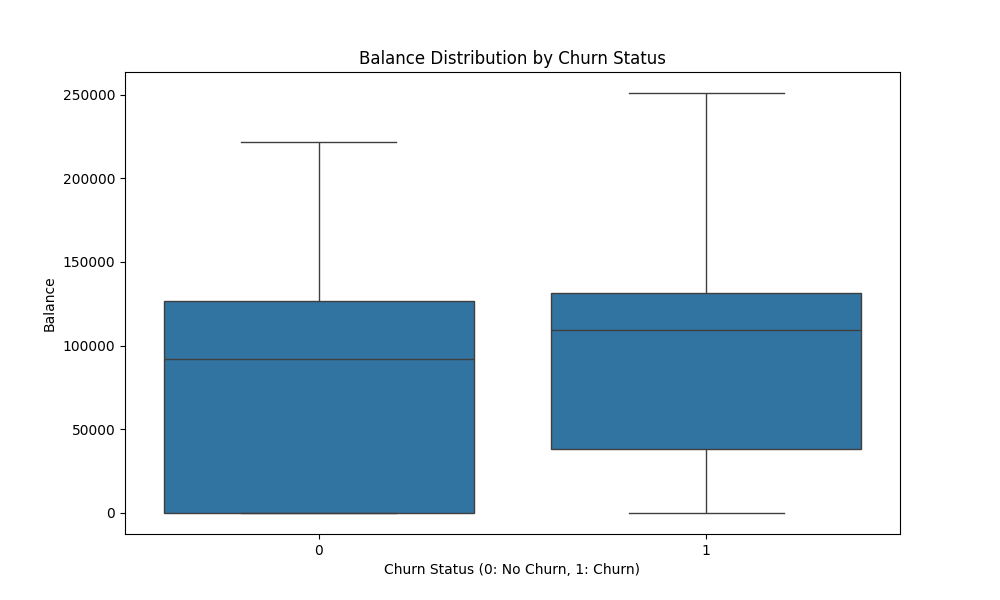 Balance Distribution by Churn Status
250000
200000
150000
100000
50000
0
Balance
0
1
Churn Status (0: No Churn, 1: Churn)